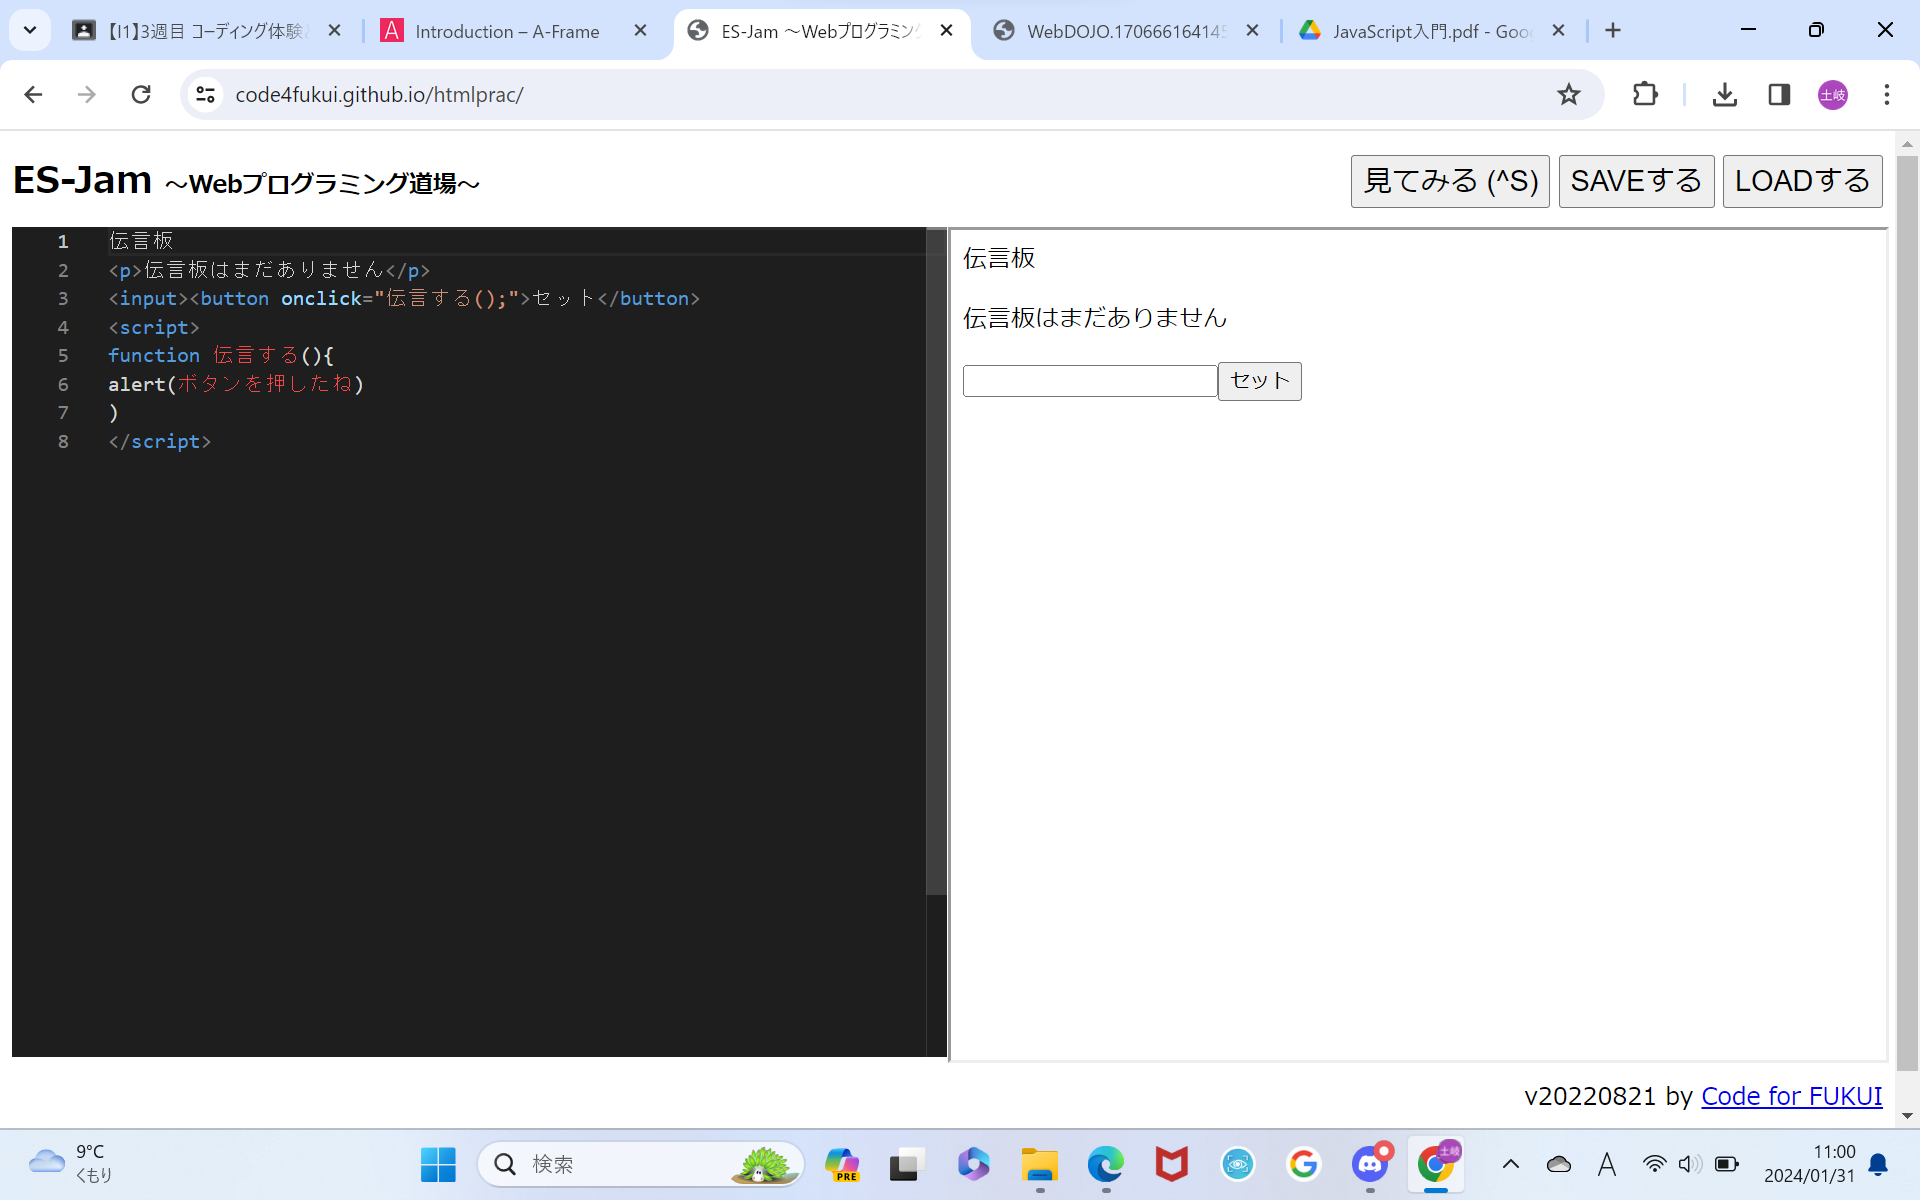 【I1】3週目 コーディング体験
Introduction – A-Frame
ES-Jam 〜Webプログラミン
WebDOJO.170666164145
JavaScript入門.pdf - Goo
code4fukui.github.io/htmlprac/
土岐
ES-Jam 〜Webプログラミング道場〜
見てみる (^S)
SAVEする
LOADする
1 伝言板
2 <p>伝言板はまだありません</p>
3 <input><button onclick="伝言する();">セット</button>
4 <script>
5 function 伝言する(){
6 alert(ボタンを押したね)
7 )
8 </script>
伝言板
伝言板はまだありません
セット
v20220821 by Code for FUKUI
9°C
くもり
検索
PRE
土岐
A
11:00
2024/01/31